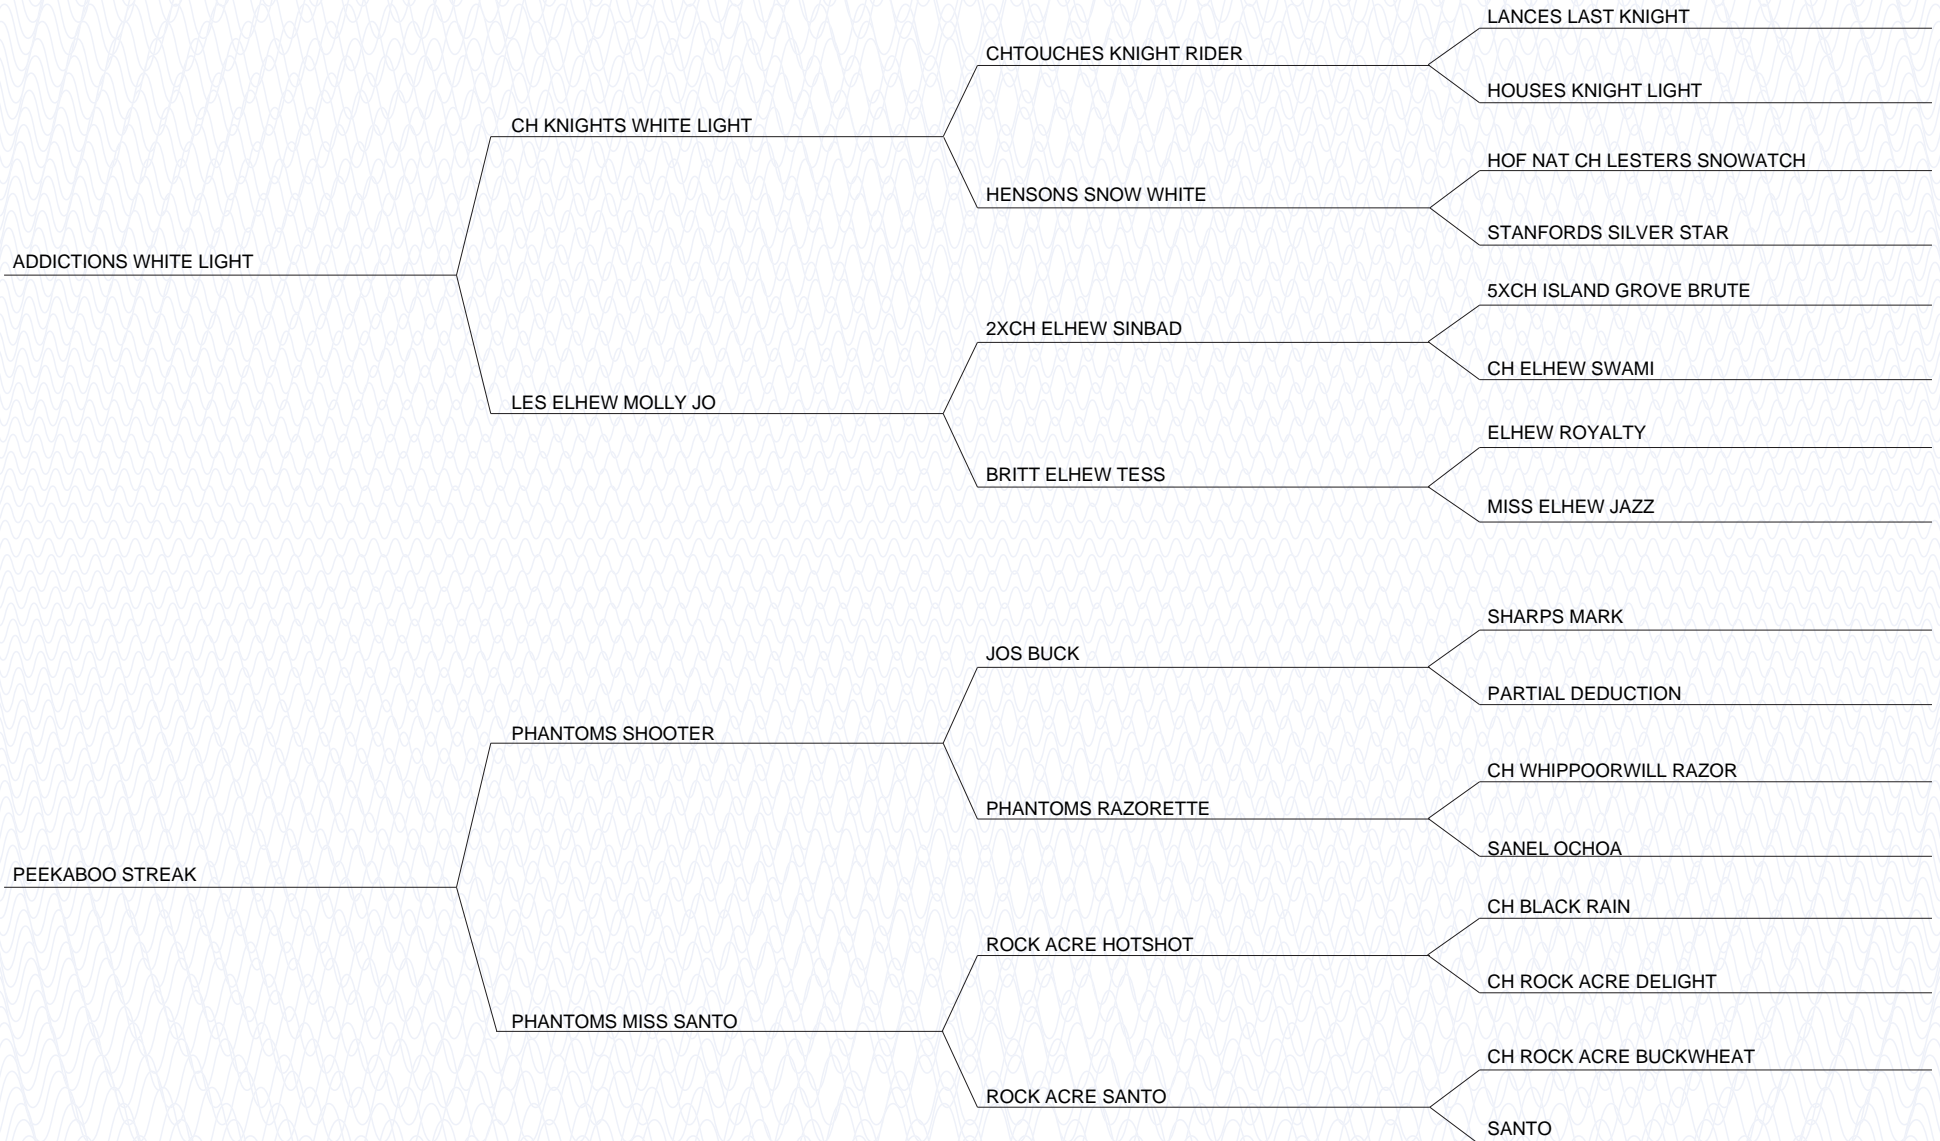 LANCES LAST KNIGHT
CHTOUCHES KNIGHT RIDER
HOUSES KNIGHT LIGHT
CH KNIGHTS WHITE LIGHT
HOF NAT CH LESTERS SNOWATCH
HENSONS SNOW WHITE
STANFORDS SILVER STAR
ADDICTIONS WHITE LIGHT
5XCH ISLAND GROVE BRUTE
2XCH ELHEW SINBAD
CH ELHEW SWAMI
LES ELHEW MOLLY JO
ELHEW ROYALTY
BRITT ELHEW TESS
MISS ELHEW JAZZ
SHARPS MARK
JOS BUCK
PARTIAL DEDUCTION
PHANTOMS SHOOTER
CH WHIPPOORWILL RAZOR
PHANTOMS RAZORETTE
SANEL OCHOA
PEEKABOO STREAK
CH BLACK RAIN
ROCK ACRE HOTSHOT
CH ROCK ACRE DELIGHT
PHANTOMS MISS SANTO
CH ROCK ACRE BUCKWHEAT
ROCK ACRE SANTO
SANTO